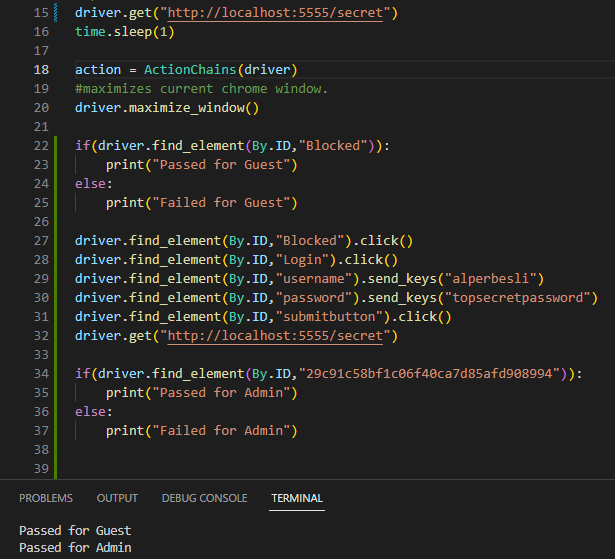 15 driver.get("http://localhost:5555/secret")
16 time.sleep(1)
17
18 action = ActionChains(driver)
19 #maximizes current chrome window.
20 driver.maximize_window()
21
22 if(driver.find_element(By.ID,"Blocked")):
23     print("Passed for Guest")
24 else:
25     print("Failed for Guest")
26
27 driver.find_element(By.ID,"Blocked").click()
28 driver.find_element(By.ID,"Login").click()
29 driver.find_element(By.ID,"username").send_keys("alperbesli")
30 driver.find_element(By.ID,"password").send_keys("topsecretpassword")
31 driver.find_element(By.ID,"submitbutton").click()
32 driver.get("http://localhost:5555/secret")
33
34 if(driver.find_element(By.ID,"29c91c58bf1c06f40ca7d85afd908994")):
35     print("Passed for Admin")
36 else:
37     print("Failed for Admin")
38
39
PROBLEMS OUTPUT DEBUG CONSOLE TERMINAL
Passed for Guest
Passed for Admin